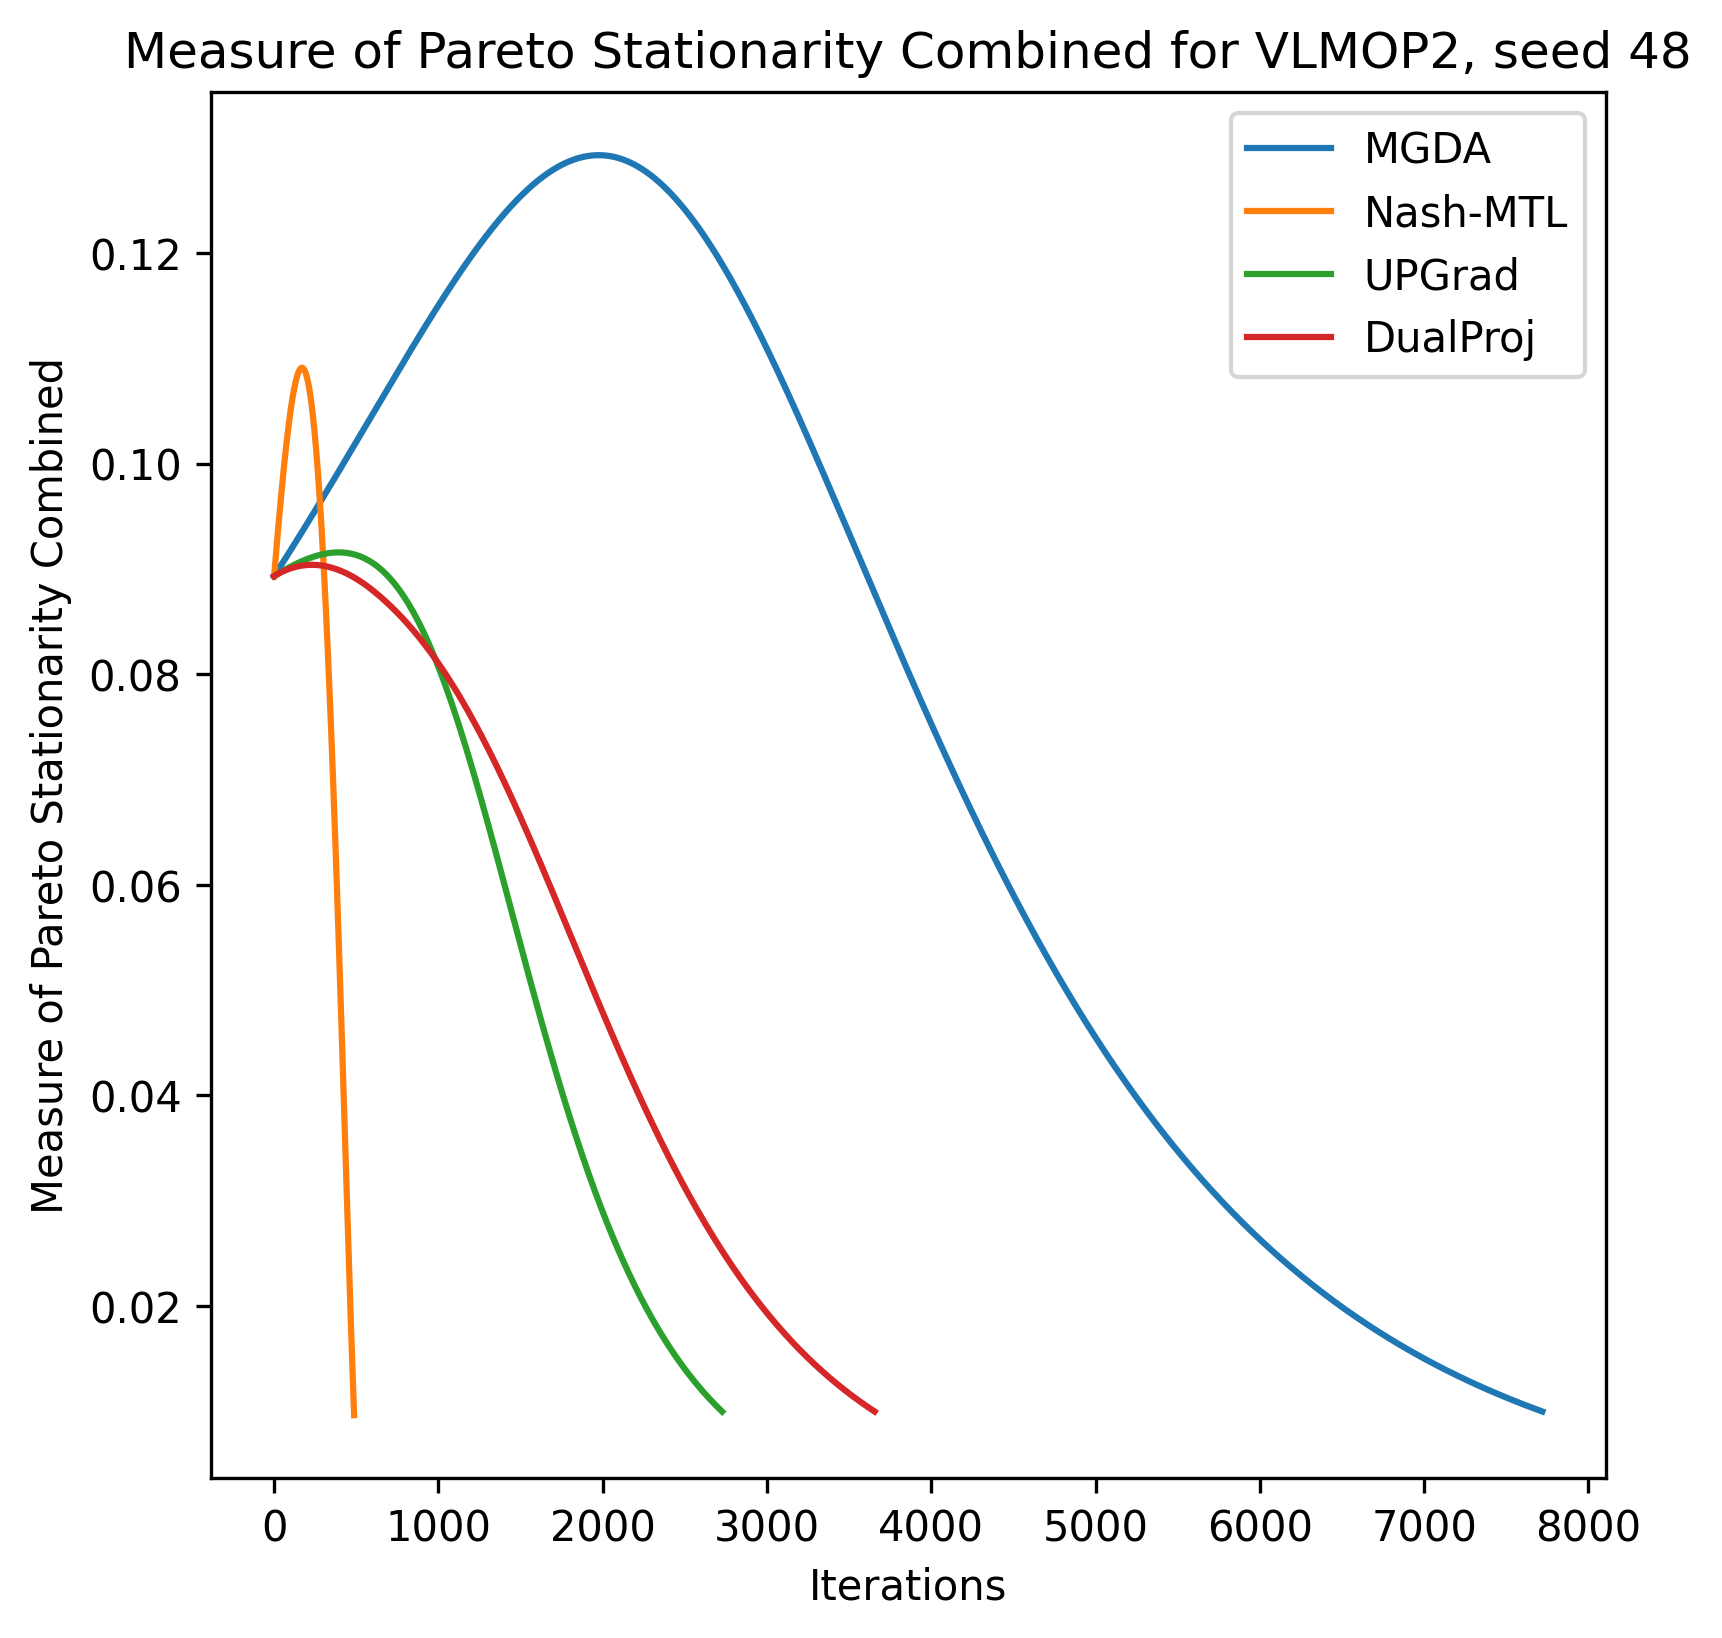 Measure of Pareto Stationarity Combined for VLMOP2, seed 48
MGDA
Nash-MTL
UPGrad
DualProj
Measure of Pareto Stationarity Combined
0.12
0.10
0.08
0.06
0.04
0.02
0 1000 2000 3000 4000 5000 6000 7000 8000
Iterations